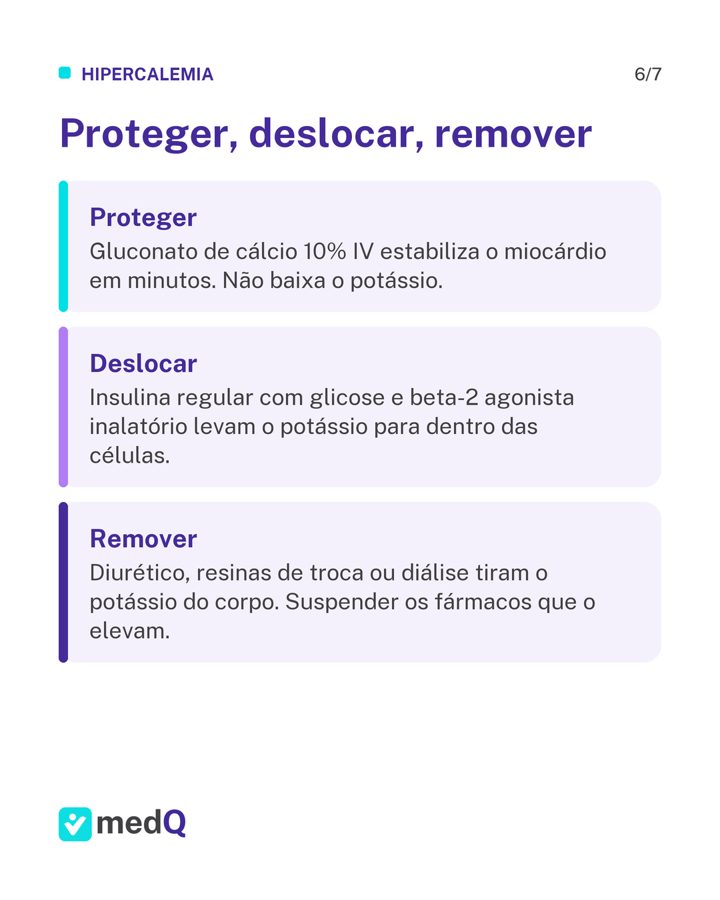 HIPERCALEMIA
6/7
Proteger, deslocar, remover
Proteger
Gluconato de cálcio 10% IV estabiliza o miocárdio
em minutos. Não baixa o potássio.
Deslocar
Insulina regular com glicose e beta-2 agonista
inalatório levam o potássio para dentro das
células.
Remover
Diurético, resinas de troca ou diálise tiram o
potássio do corpo. Suspender os fármacos que o
elevam.
medQ